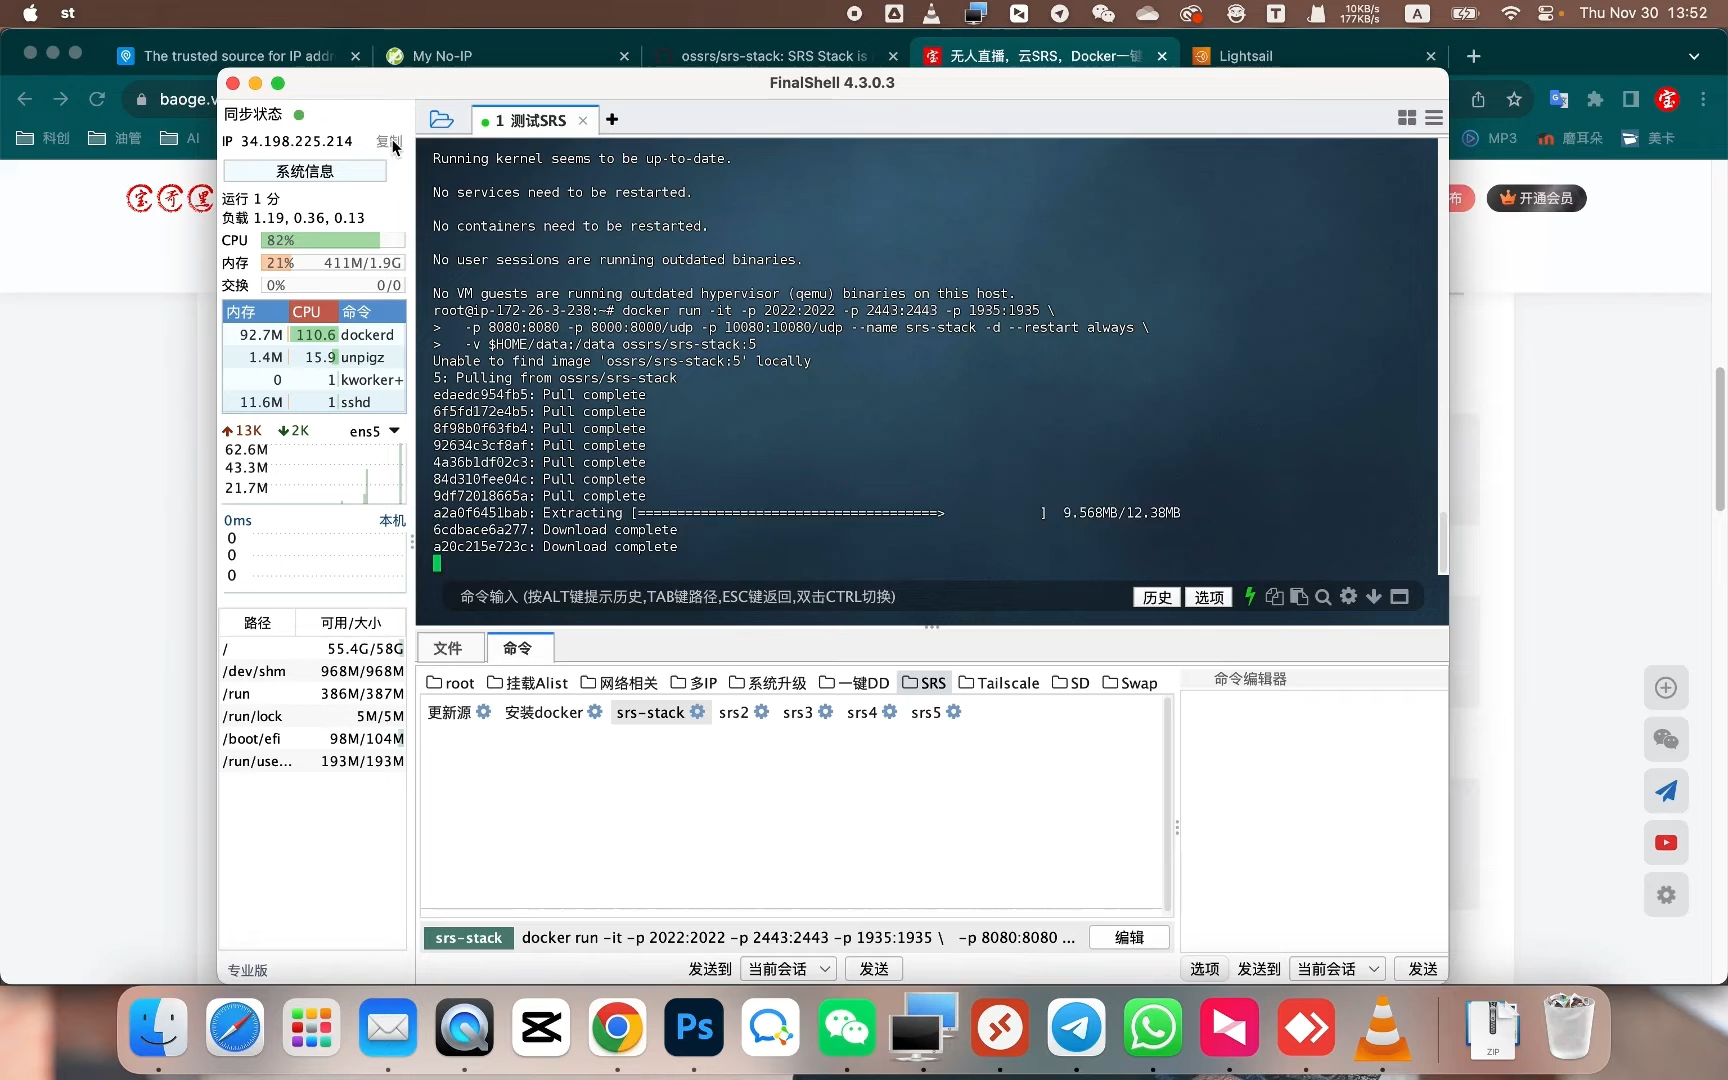 st
10KB/s
177KB/s
A
Thu Nov 30 13:52
The trusted source for IP addr
My No-IP
ossrs/srs-stack: SRS Stack is
无人直播，云SRS，Docker一键
Lightsail
baoge.v
科创
油管
AI
MP3
磨耳朵
美卡
宝哥里
布
开通会员
FinalShell 4.3.0.3
同步状态
IP 34.198.225.214
复制
系统信息
运行 1 分
负载 1.19, 0.36, 0.13
CPU 82%
内存 21% 411M/1.9G
交换 0% 0/0
内存 CPU 命令
92.7M 110.6 dockerd
1.4M 15.9 unpigz
0 1 kworker+
11.6M 1 sshd
13K 2K ens5
62.6M
43.3M
21.7M
0ms 本机
0
0
0
路径 可用/大小
/ 55.4G/58G
/dev/shm 968M/968M
/run 386M/387M
/run/lock 5M/5M
/boot/efi 98M/104M
/run/use... 193M/193M
专业版
1 测试SRS
Running kernel seems to be up-to-date.
No services need to be restarted.
No containers need to be restarted.
No user sessions are running outdated binaries.
No VM guests are running outdated hypervisor (qemu) binaries on this host.
root@ip-172-26-3-238:~# docker run -it -p 2022:2022 -p 2443:2443 -p 1935:1935 \
>   -p 8080:8080 -p 8000:8000/udp -p 10080:10080/udp --name srs-stack -d --restart always \
>   -v $HOME/data:/data ossrs/srs-stack:5
Unable to find image 'ossrs/srs-stack:5' locally
5: Pulling from ossrs/srs-stack
edaedc954fb5: Pull complete
6f5fd172e4b5: Pull complete
8f98b0f63fb4: Pull complete
92634c3cf8af: Pull complete
4a36b1df02c3: Pull complete
84d310fee04c: Pull complete
9df72018665a: Pull complete
a2a0f6451bab: Extracting [======================================>            ]  9.568MB/12.38MB
6cdbace6a277: Download complete
a20c215e723c: Download complete
命令输入 (按ALT键提示历史,TAB键路径,ESC键返回,双击CTRL切换)
历史
选项
文件
命令
root 挂载Alist 网络相关 多IP 系统升级 一键DD SRS Tailscale SD Swap
更新源 安装docker srs-stack srs2 srs3 srs4 srs5
命令编辑器
srs-stack docker run -it -p 2022:2022 -p 2443:2443 -p 1935:1935 \ -p 8080:8080 ... 编辑
发送到 当前会话 发送
选项 发送到 当前会话 发送
Ps
ZIP